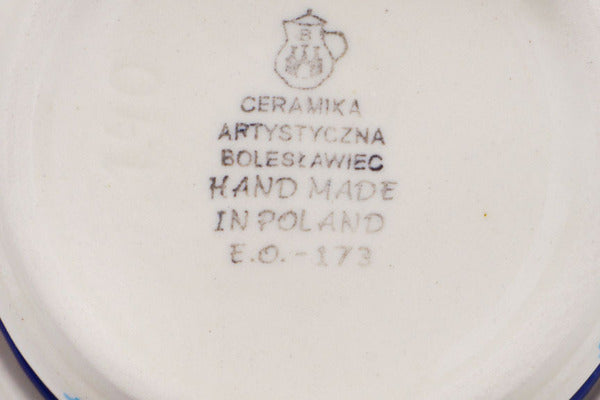 B
CERAMIKA
ARTYSTYCZNA
BOLESŁAWIEC
HAND MADE
IN POLAND
E.O.-173